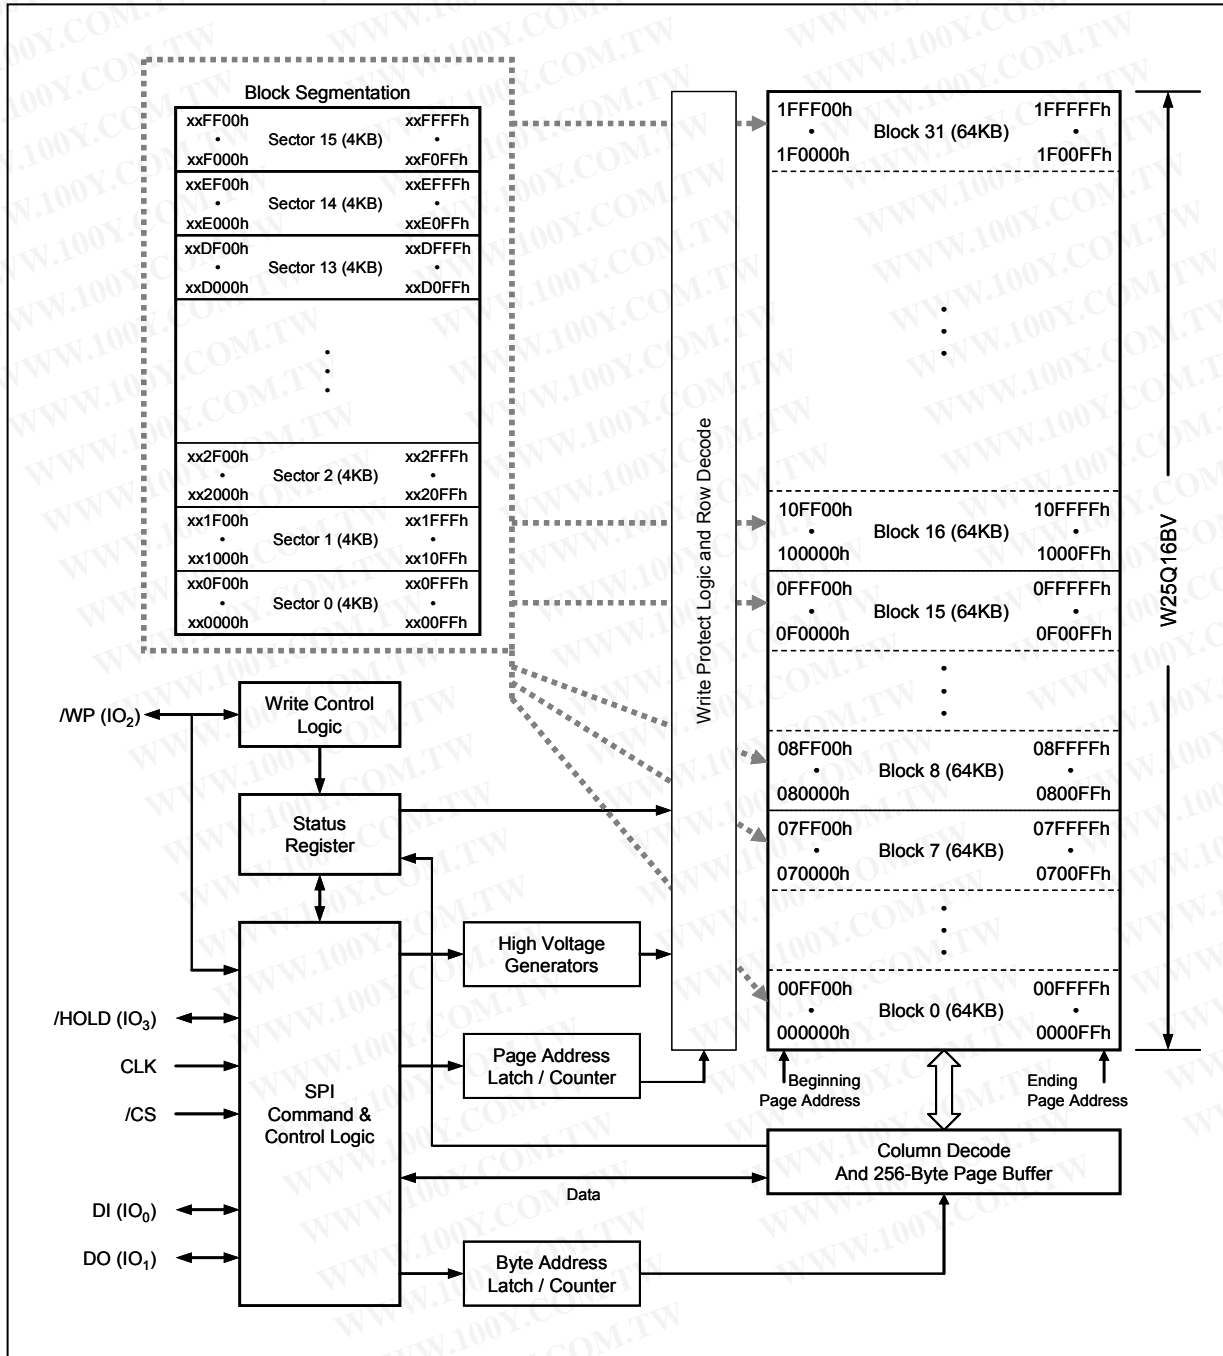 Block Segmentation
xxFF00h xxFFFFh
• Sector 15 (4KB) •
xxF000h xxF0FFh
xxEF00h xxEFFFh
• Sector 14 (4KB) •
xxE000h xxE0FFh
xxDF00h xxDFFFh
• Sector 13 (4KB) •
xxD000h xxD0FFh
xx2F00h xx2FFFh
• Sector 2 (4KB) •
xx2000h xx20FFh
xx1F00h xx1FFFh
• Sector 1 (4KB) •
xx1000h xx10FFh
xx0F00h xx0FFFh
• Sector 0 (4KB) •
xx0000h xx00FFh
Write Protect Logic and Row Decode
1FFF00h 1FFFFFh
• Block 31 (64KB) •
1F0000h 1F00FFh
10FF00h 10FFFFh
• Block 16 (64KB) •
100000h 1000FFh
0FFF00h 0FFFFFh
• Block 15 (64KB) •
0F0000h 0F00FFh
08FF00h 08FFFFh
• Block 8 (64KB) •
080000h 0800FFh
07FF00h 07FFFFh
• Block 7 (64KB) •
070000h 0700FFh
00FF00h 00FFFFh
• Block 0 (64KB) •
000000h 0000FFh
W25Q16BV
Beginning
Page Address
Ending
Page Address
/WP (IO2)
Write Control
Logic
Status
Register
High Voltage
Generators
/HOLD (IO3)
CLK
/CS
DI (IO0)
DO (IO1)
SPI
Command &
Control Logic
Page Address
Latch / Counter
Column Decode
And 256-Byte Page Buffer
Data
Byte Address
Latch / Counter
WWW.100Y.COM.TW